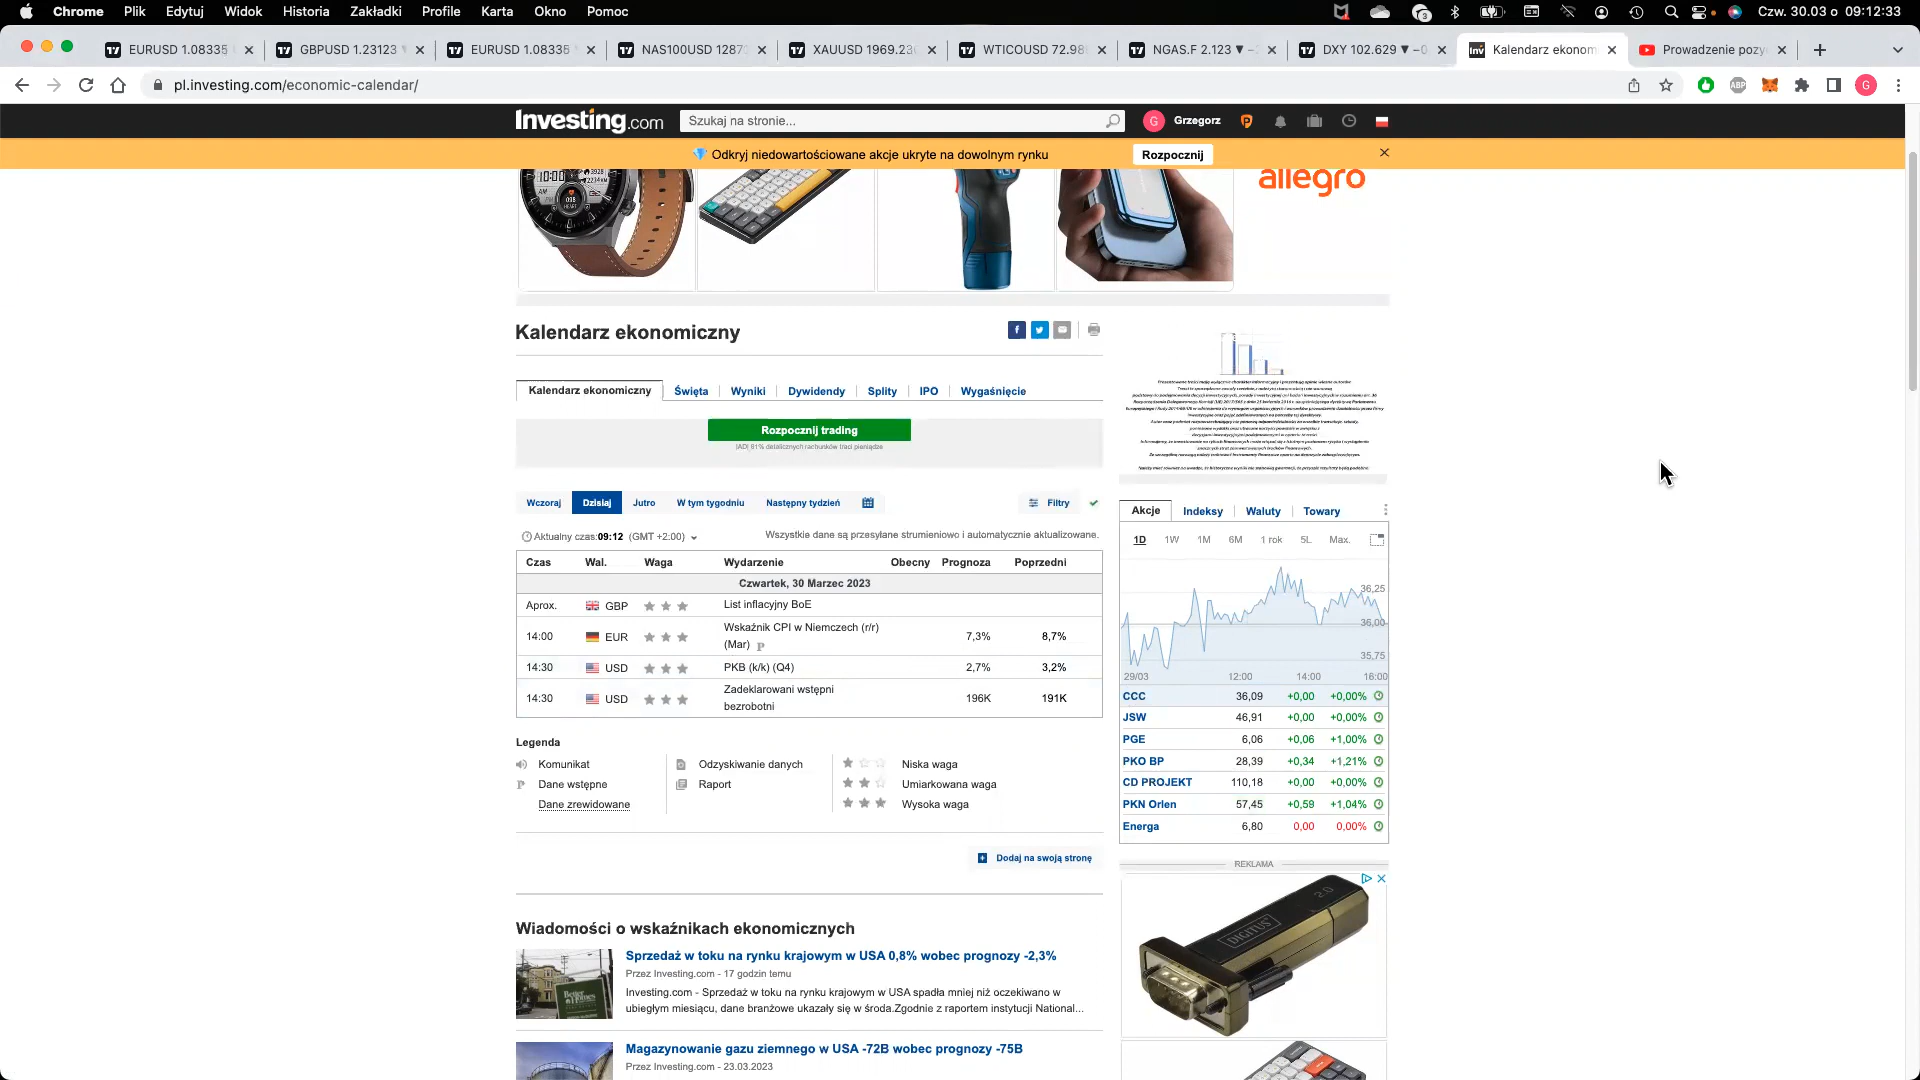 Chrome Plik Edytuj Widok Historia Zakładki Profile Karta Okno Pomoc
3
Czw. 30.03 o 09:12:33
EURUSD 1.08335
GBPUSD 1.23123
EURUSD 1.08335
NAS100USD 1287
XAUUSD 1969.23
WTICOUSD 72.98
NGAS.F 2.123 ▼ −
DXY 102.629 ▼ −0
Kalendarz ekonom
Prowadzenie pozy
pl.investing.com/economic-calendar/
ABP
G
Investing.com
Szukaj na stronie...
G Grzegorz
Odkryj niedowartościowane akcje ukryte na dowolnym rynku
Rozpocznij
allegro
Kalendarz ekonomiczny
Kalendarz ekonomiczny Święta Wyniki Dywidendy Splity IPO Wygaśnięcie
Rozpocznij trading
Wczoraj Dzisiaj Jutro W tym tygodniu Następny tydzień
Filtry
Aktualny czas:09:12 (GMT +2:00)
Wszystkie dane są przesyłane strumieniowo i automatycznie aktualizowane.
Czas Wal. Waga Wydarzenie Obecny Prognoza Poprzedni
Czwartek, 30 Marzec 2023
Aprox. GBP List inflacyjny BoE
14:00 EUR Wskaźnik CPI w Niemczech (r/r) (Mar) P 7,3% 8,7%
14:30 USD PKB (k/k) (Q4) 2,7% 3,2%
14:30 USD Zadeklarowani wstępni bezrobotni 196K 191K
Legenda
Komunikat
Dane wstępne
Dane zrewidowane
Odzyskiwanie danych
Raport
Niska waga
Umiarkowana waga
Wysoka waga
Dodaj na swoją stronę
Wiadomości o wskaźnikach ekonomicznych
Sprzedaż w toku na rynku krajowym w USA 0,8% wobec prognozy -2,3%
Przez Investing.com - 17 godzin temu
Investing.com - Sprzedaż w toku na rynku krajowym w USA spadła mniej niż oczekiwano w
ubiegłym miesiącu, dane branżowe ukazały się w środa.Zgodnie z raportem instytucji National...
Magazynowanie gazu ziemnego w USA -72B wobec prognozy -75B
Przez Investing.com - 23.03.2023
Akcje Indeksy Waluty Towary
1D 1W 1M 6M 1 rok 5L Max.
36,25
36,00
35,75
29/03 12:00 14:00 16:00
CCC 36,09 +0,00 +0,00%
JSW 46,91 +0,00 +0,00%
PGE 6,06 +0,06 +1,00%
PKO BP 28,39 +0,34 +1,21%
CD PROJEKT 110,18 +0,00 +0,00%
PKN Orlen 57,45 +0,59 +1,04%
Energa 6,80 0,00 0,00%
REKLAMA
DIGITUS
2.0